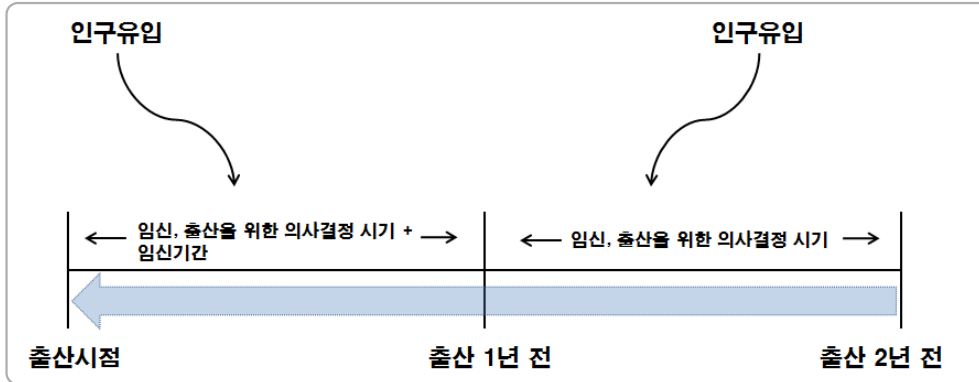 인구유입
인구유입
임신, 출산을 위한 의사결정 시기 +
임신기간
임신, 출산을 위한 의사결정 시기
출산시점
출산 1년 전
출산 2년 전